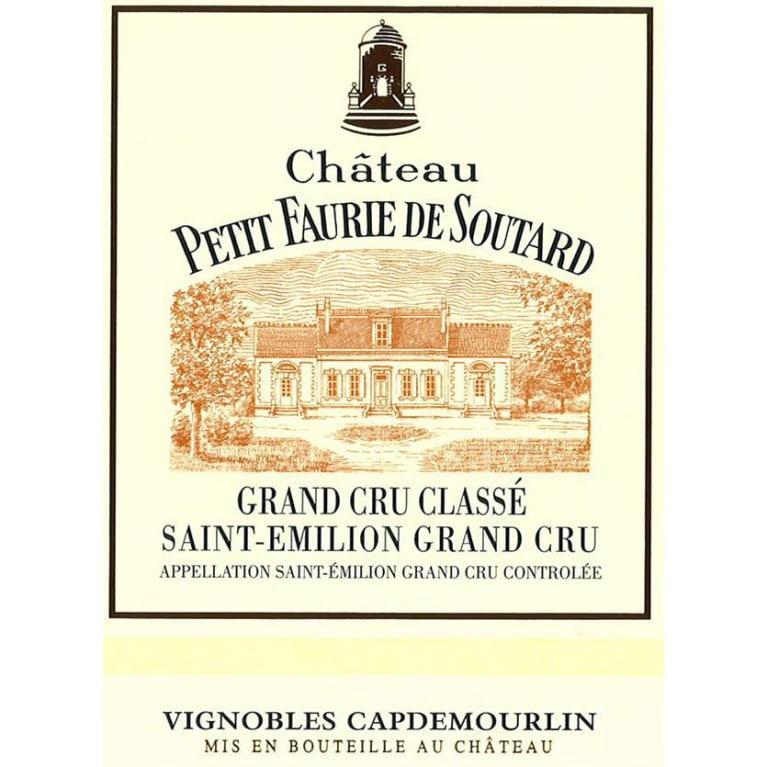 Château
PETIT FAURIE DE SOUTARD
GRAND CRU CLASSÉ
SAINT-EMILION GRAND CRU
APPELLATION SAINT-ÉMILION GRAND CRU CONTROLÉE
VIGNOBLES CAPDEMOURLIN
MIS EN BOUTEILLE AU CHÂTEAU